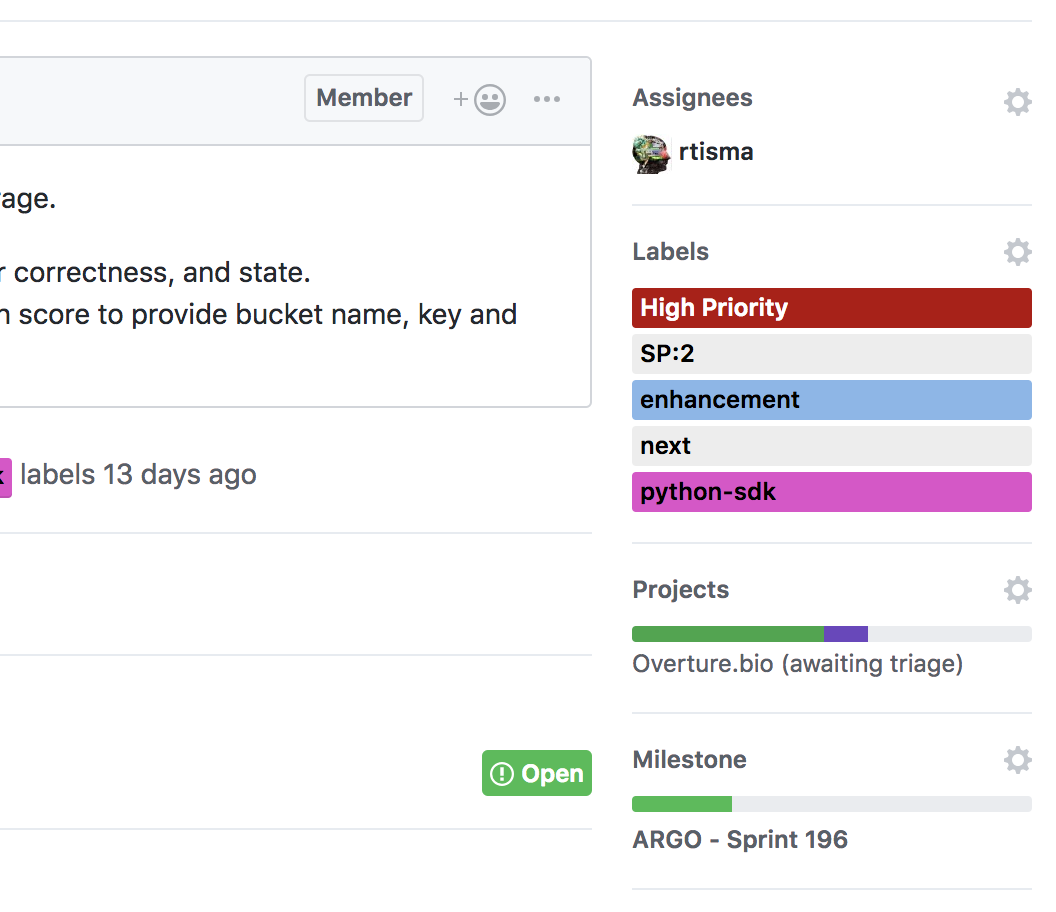 Member
age.
correctness, and state.
score to provide bucket name, key and
labels 13 days ago
Open
Assignees
rtisma
Labels
High Priority
SP:2
enhancement
next
python-sdk
Projects
Overture.bio (awaiting triage)
Milestone
ARGO - Sprint 196